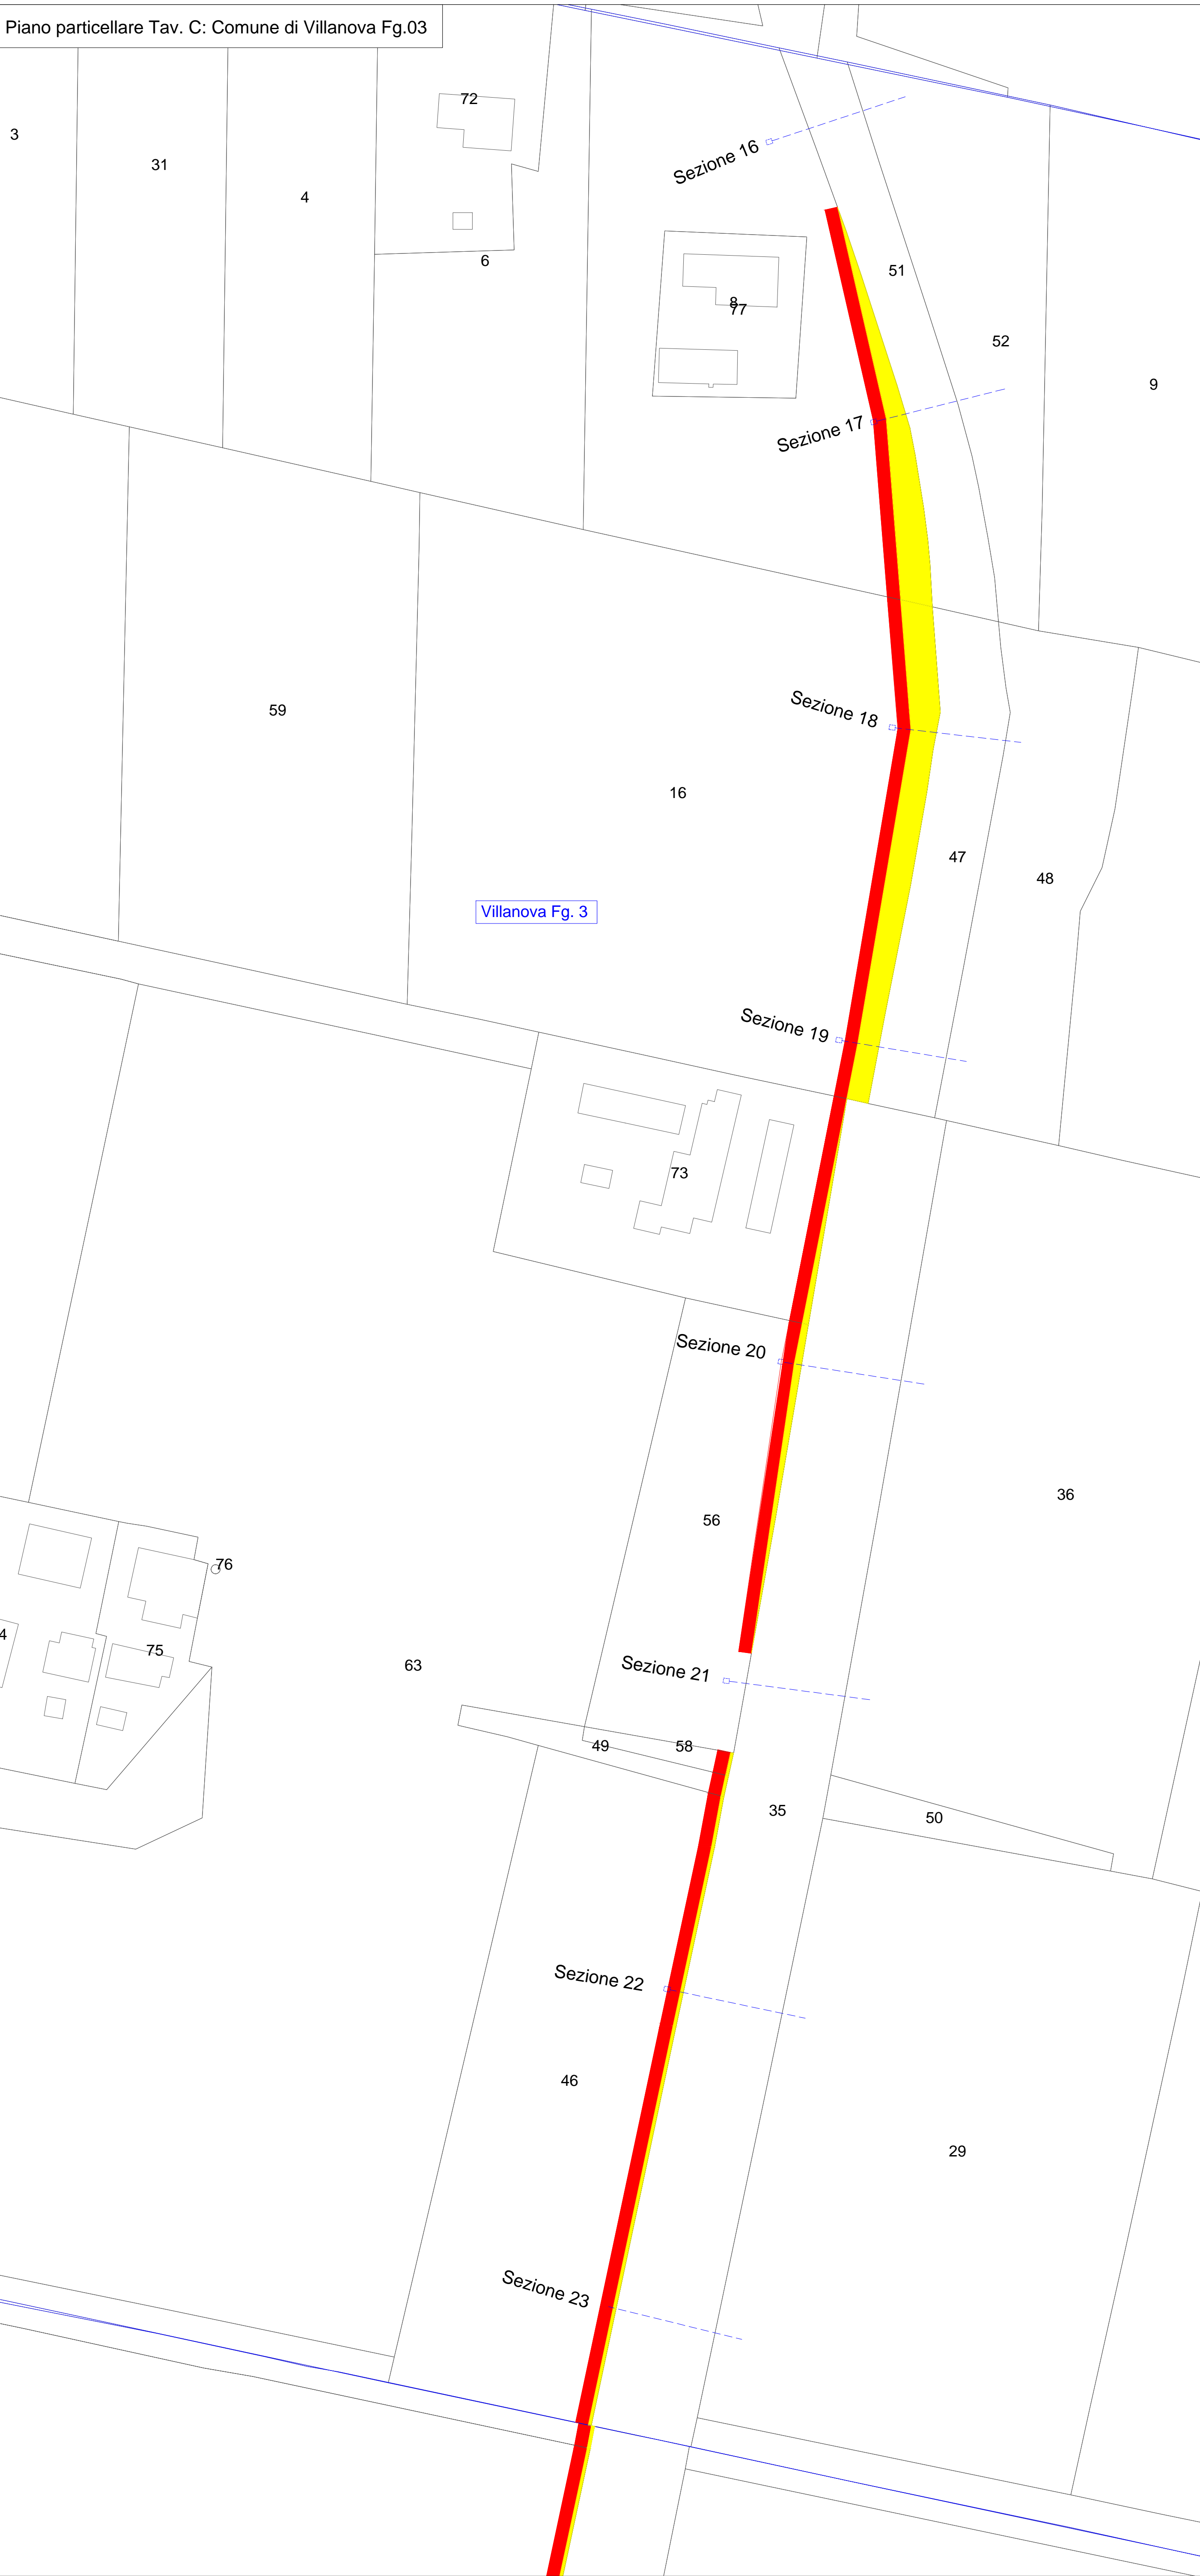 Piano particellare Tav. C: Comune di Villanova Fg.03
72
3
Sezione 16
31
4
6
51
8
77
52
9
Sezione 17
Sezione 18
59
16
47
48
Villanova Fg. 3
Sezione 19
73
Sezione 20
36
56
76
4
75
63
Sezione 21
49
58
35
50
Sezione 22
46
29
Sezione 23